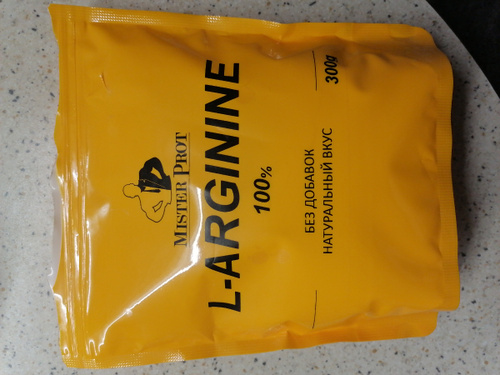 MISTER PROT
L-ARGININE
100%
БЕЗ ДОБАВОК
НАТУРАЛЬНЫЙ ВКУС
300g